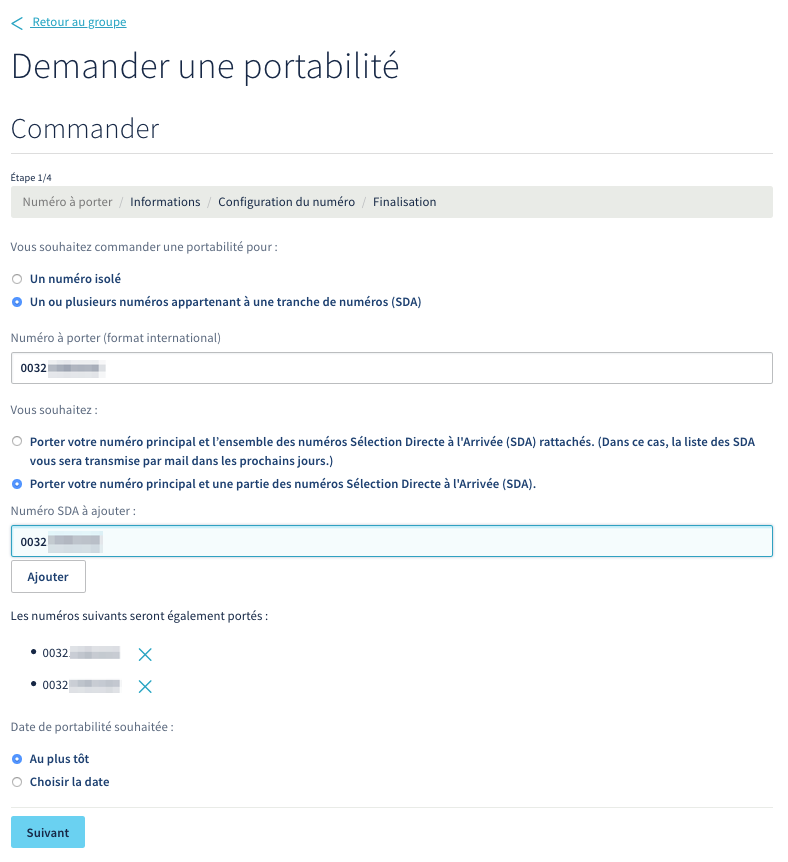 Retour au groupe
Demander une portabilité
Commander
Étape 1/4
Numéro à porter / Informations / Configuration du numéro / Finalisation
Vous souhaitez commander une portabilité pour :
Un numéro isolé
Un ou plusieurs numéros appartenant à une tranche de numéros (SDA)
Numéro à porter (format international)
0032
Vous souhaitez :
Porter votre numéro principal et l'ensemble des numéros Sélection Directe à l'Arrivée (SDA) rattachés. (Dans ce cas, la liste des SDA
vous sera transmise par mail dans les prochains jours.)
Porter votre numéro principal et une partie des numéros Sélection Directe à l'Arrivée (SDA).
Numéro SDA à ajouter :
0032
Ajouter
Les numéros suivants seront également portés :
• 0032
• 0032
Date de portabilité souhaitée :
Au plus tôt
Choisir la date
Suivant